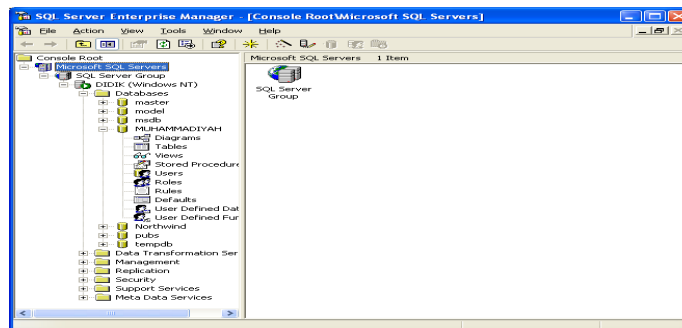 SQL Server Enterprise Manager - [Console Root\Microsoft SQL Servers]
File Action View Tools Window Help
Console Root
Microsoft SQL Servers
SQL Server Group
DIDIK (Windows NT)
Databases
master
model
msdb
MUHAMMADIYAH
Diagrams
Tables
Views
Stored Procedure
Users
Roles
Rules
Defaults
User Defined Dat
User Defined Fun
Northwind
pubs
tempdb
Data Transformation Ser
Management
Replication
Security
Support Services
Meta Data Services
Microsoft SQL Servers 1 Item
SQL Server
Group